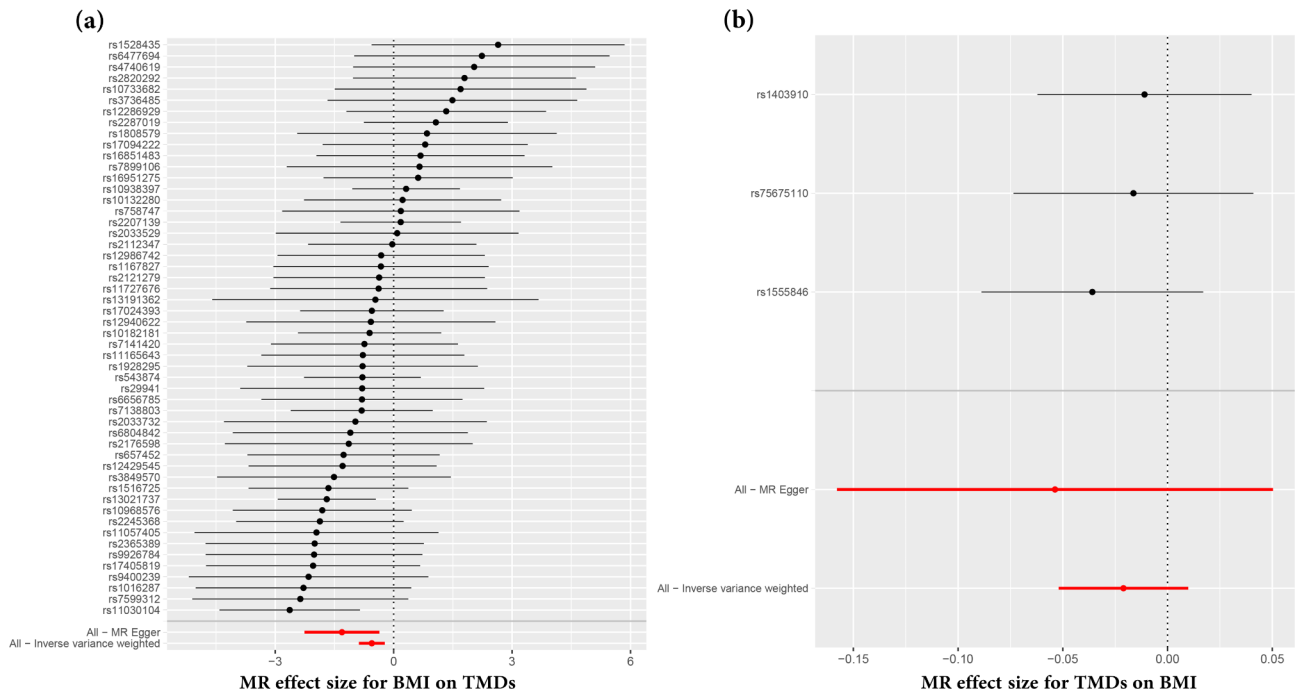 (a)
rs1528435
rs6477694
rs4740619
rs2820292
rs10733682
rs3736485
rs12286929
rs2287019
rs1808579
rs17094222
rs16851483
rs7899106
rs16951275
rs10938397
rs10132280
rs758747
rs2207139
rs2033529
rs2112347
rs12986742
rs1167827
rs2121279
rs11727676
rs13191362
rs17024393
rs12940622
rs10182181
rs7141420
rs11165643
rs1928295
rs543874
rs29941
rs6656785
rs7138803
rs2033732
rs6804842
rs2176598
rs657452
rs12429545
rs3849570
rs1516725
rs13021737
rs10968576
rs2245368
rs11057405
rs2365389
rs9926784
rs17405819
rs9400239
rs1016287
rs7599312
rs11030104
All − MR Egger
All − Inverse variance weighted
−3 0 3 6
MR effect size for BMI on TMDs
(b)
rs1403910
rs75675110
rs1555846
All − MR Egger
All − Inverse variance weighted
−0.15 −0.10 −0.05 0.00 0.05
MR effect size for TMDs on BMI